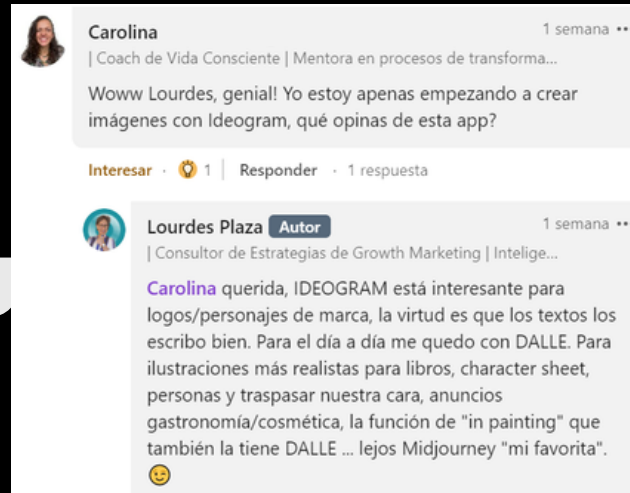 Carolina 1 semana
| Coach de Vida Consciente | Mentora en procesos de transforma...
Woww Lourdes, genial! Yo estoy apenas empezando a crear
imágenes con Ideogram, qué opinas de esta app?
Interesar · 1 | Responder · 1 respuesta
Lourdes Plaza Autor 1 semana
| Consultor de Estrategias de Growth Marketing | Intelige...
Carolina querida, IDEOGRAM está interesante para
logos/personajes de marca, la virtud es que los textos los
escribo bien. Para el día a día me quedo con DALLE. Para
ilustraciones más realistas para libros, character sheet,
personas y traspasar nuestra cara, anuncios
gastronomía/cosmética, la función de "in painting" que
también la tiene DALLE ... lejos Midjourney "mi favorita".